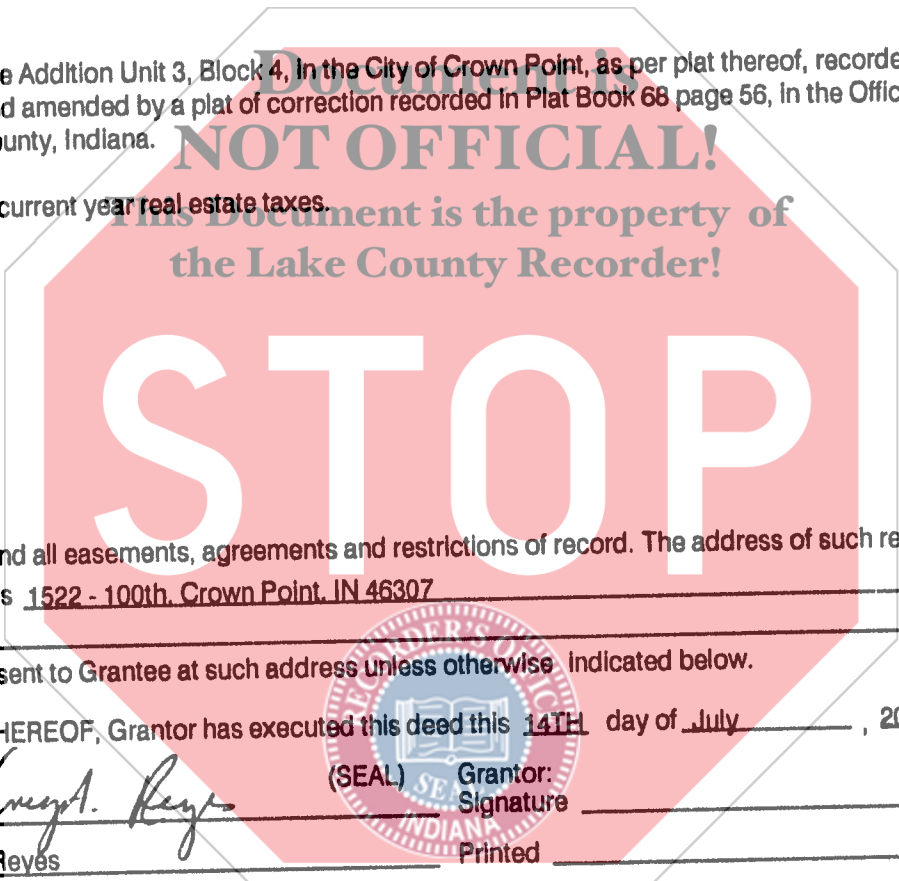 e Addition Unit 3, Block 4, in the City of Crown Point, as per plat thereof, recorde
Document is
d amended by a plat of correction recorded in Plat Book 68 page 56, in the Offic
unty, Indiana.
NOT OFFICIAL!
current year real estate taxes.
This Document is the property of
the Lake County Recorder!
STOP
nd all easements, agreements and restrictions of record. The address of such re
s 1522 - 100th, Crown Point, IN 46307
sent to Grantee at such address unless otherwise indicated below.
HEREOF, Grantor has executed this deed this 14TH day of July , 20
(SEAL) Grantor:
Signature
Reyes
Reyes Printed
RECORDER'S OFFICE
SEAL
INDIANA